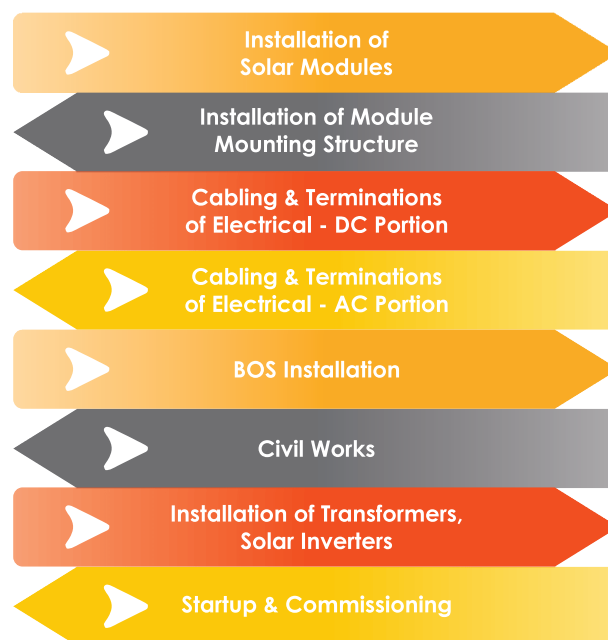 Installation of
Solar Modules
Installation of Module
Mounting Structure
Cabling & Terminations
of Electrical - DC Portion
Cabling & Terminations
of Electrical - AC Portion
BOS Installation
Civil Works
Installation of Transformers,
Solar Inverters
Startup & Commissioning